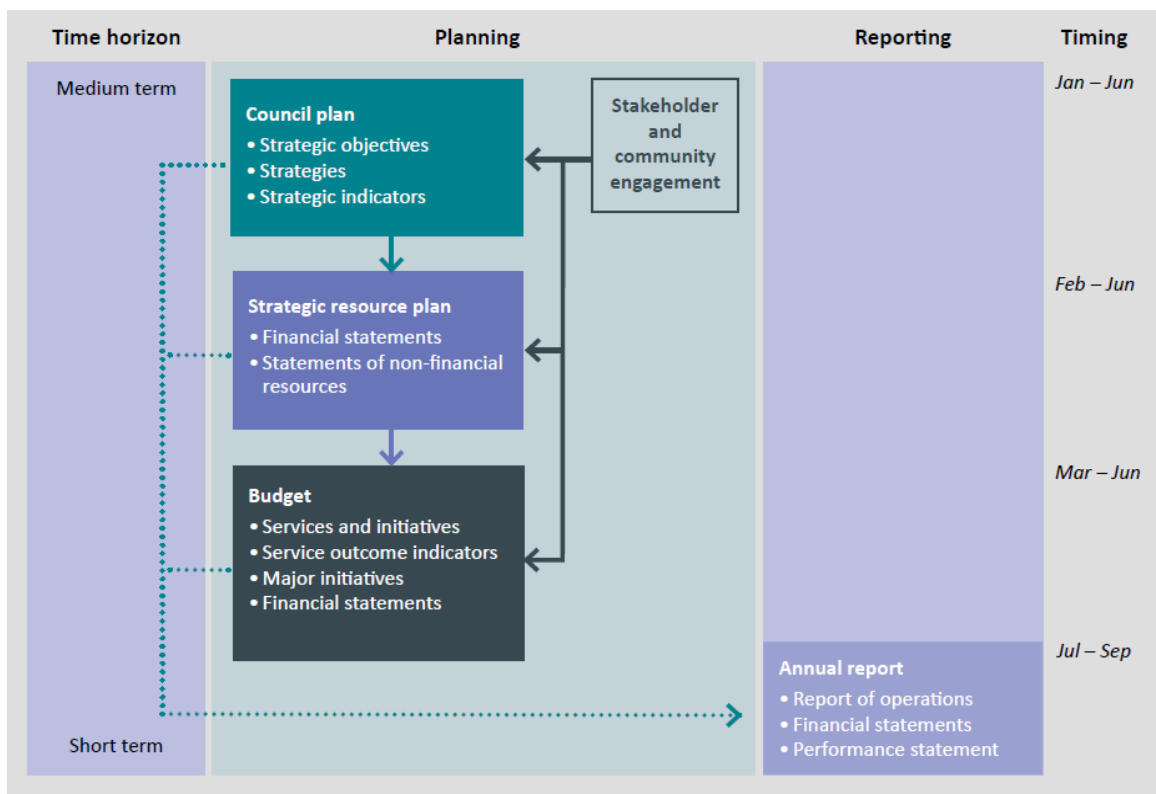 Time horizon
Planning
Reporting
Timing
Medium term
Council plan
• Strategic objectives
• Strategies
• Strategic indicators
Stakeholder
and
community
engagement
Jan – Jun
Strategic resource plan
• Financial statements
• Statements of non-financial
resources
Feb – Jun
Budget
• Services and initiatives
• Service outcome indicators
• Major initiatives
• Financial statements
Mar – Jun
Annual report
• Report of operations
• Financial statements
• Performance statement
Jul – Sep
Short term